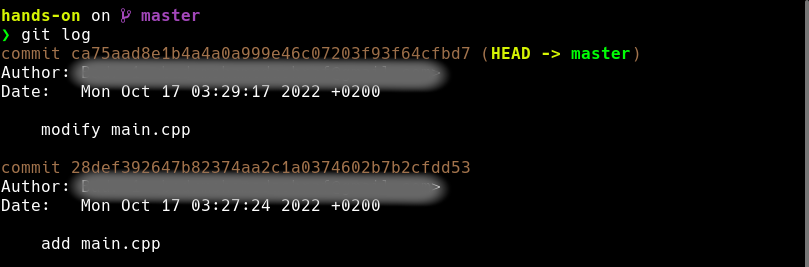 hands-on on master
❯ git log
commit ca75aad8e1b4a4a0a999e46c07203f93f64cfbd7 (HEAD -> master)
Author:
Date:   Mon Oct 17 03:29:17 2022 +0200
modify main.cpp
commit 28def392647b82374aa2c1a0374602b7b2cfdd53
Author: >
Date:   Mon Oct 17 03:27:24 2022 +0200
add main.cpp